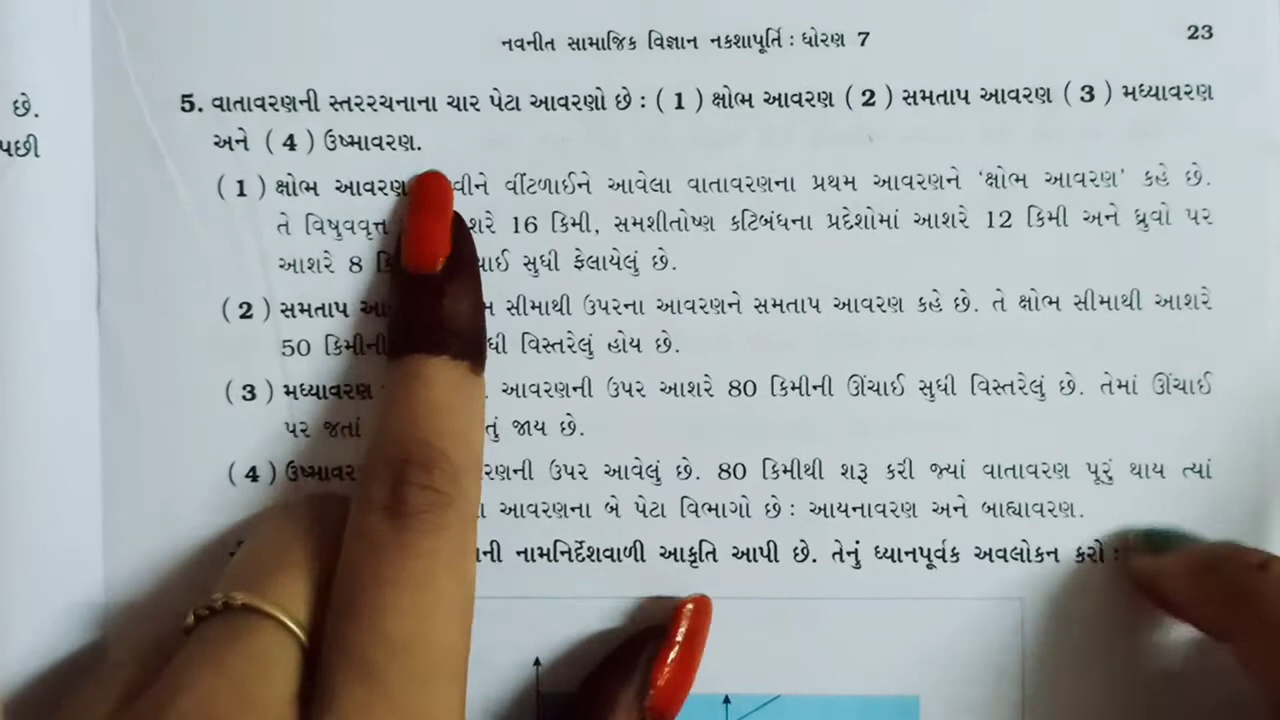 નવનીત સામાજિક વિજ્ઞાન નકશાપૂર્તિ : ધોરણ 7
23
છે.
પછી
5. વાતાવરણની સ્તરરચનાના ચાર પેટા આવરણો છે : ( 1 ) ક્ષોભ આવરણ ( 2 ) સમતાપ આવરણ ( 3 ) મધ્યાવરણ
અને ( 4 ) ઉષ્માવરણ.
( 1 ) ક્ષોભ આવરણ વીંટળાઈને આવેલા વાતાવરણના પ્રથમ આવરણને ‘ક્ષોભ આવરણ’ કહે છે.
તે વિષુવવૃત્ત 16 કિમી, સમશીતોષ્ણ કટિબંધના પ્રદેશોમાં આશરે 12 કિમી અને ધ્રુવો પર
આશરે 8 સુધી ફેલાયેલું છે.
( 2 ) સમતાપ સીમાથી ઉપરના આવરણને સમતાપ આવરણ કહે છે. તે ક્ષોભ સીમાથી આશરે
50 કિમીની વિસ્તરેલું હોય છે.
( 3 ) મધ્યાવરણ આવરણની ઉપર આશરે 80 કિમીની ઊંચાઈ સુધી વિસ્તરેલું છે. તેમાં ઊંચાઈ
પર જતાં જાય છે.
( 4 ) ઉપર આવેલું છે. 80 કિમીથી શરૂ કરી જ્યાં વાતાવરણ પૂરું થાય ત્યાં
આવરણના બે પેટા વિભાગો છે : આયનાવરણ અને બાહ્યાવરણ.
નામનિર્દેશવાળી આકૃતિ આપી છે. તેનું ધ્યાનપૂર્વક અવલોકન કરો :